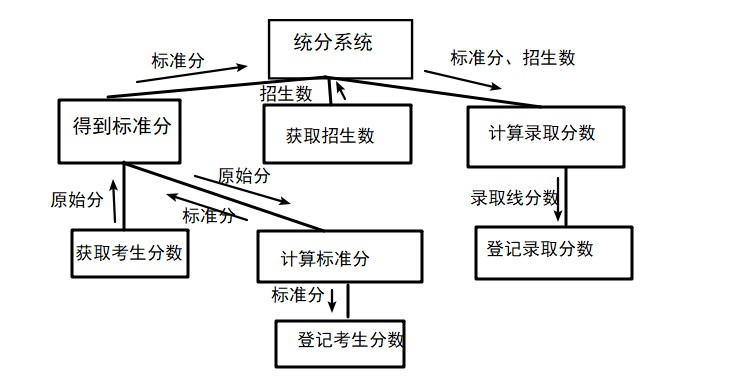 统分系统
标准分
标准分、招生数
招生数
得到标准分
获取招生数
计算录取分数
原始分
原始分
标准分
录取线分数
获取考生分数
计算标准分
登记录取分数
标准分
登记考生分数